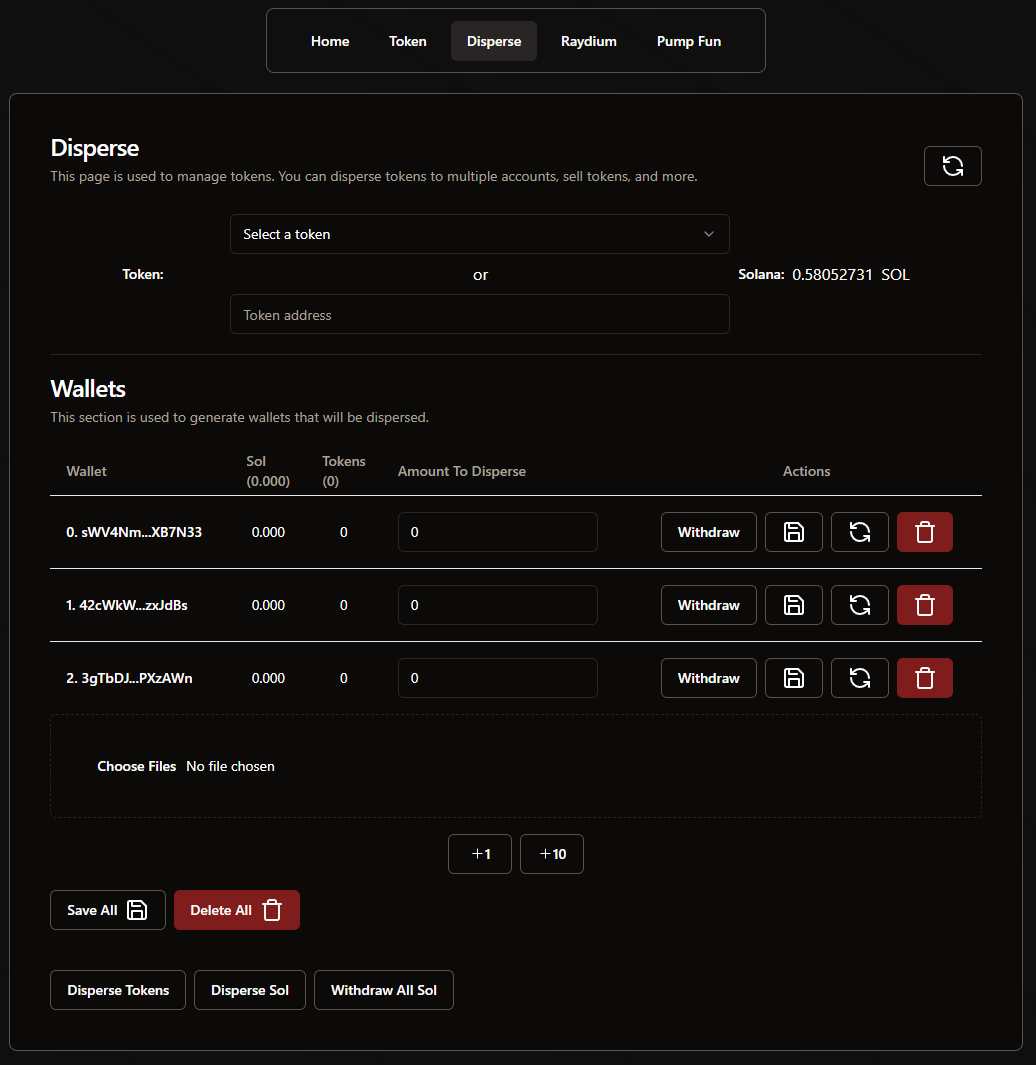 Home Token Disperse Raydium Pump Fun
Disperse
This page is used to manage tokens. You can disperse tokens to multiple accounts, sell tokens, and more.
Select a token
Token: or Solana: 0.58052731 SOL
Token address
Wallets
This section is used to generate wallets that will be dispersed.
Wallet Sol (0.000) Tokens (0) Amount To Disperse Actions
0. sWV4Nm...XB7N33 0.000 0 0 Withdraw
1. 42cWkW...zxJdBs 0.000 0 0 Withdraw
2. 3gTbDJ...PXzAWn 0.000 0 0 Withdraw
Choose Files No file chosen
+1 +10
Save All Delete All
Disperse Tokens Disperse Sol Withdraw All Sol